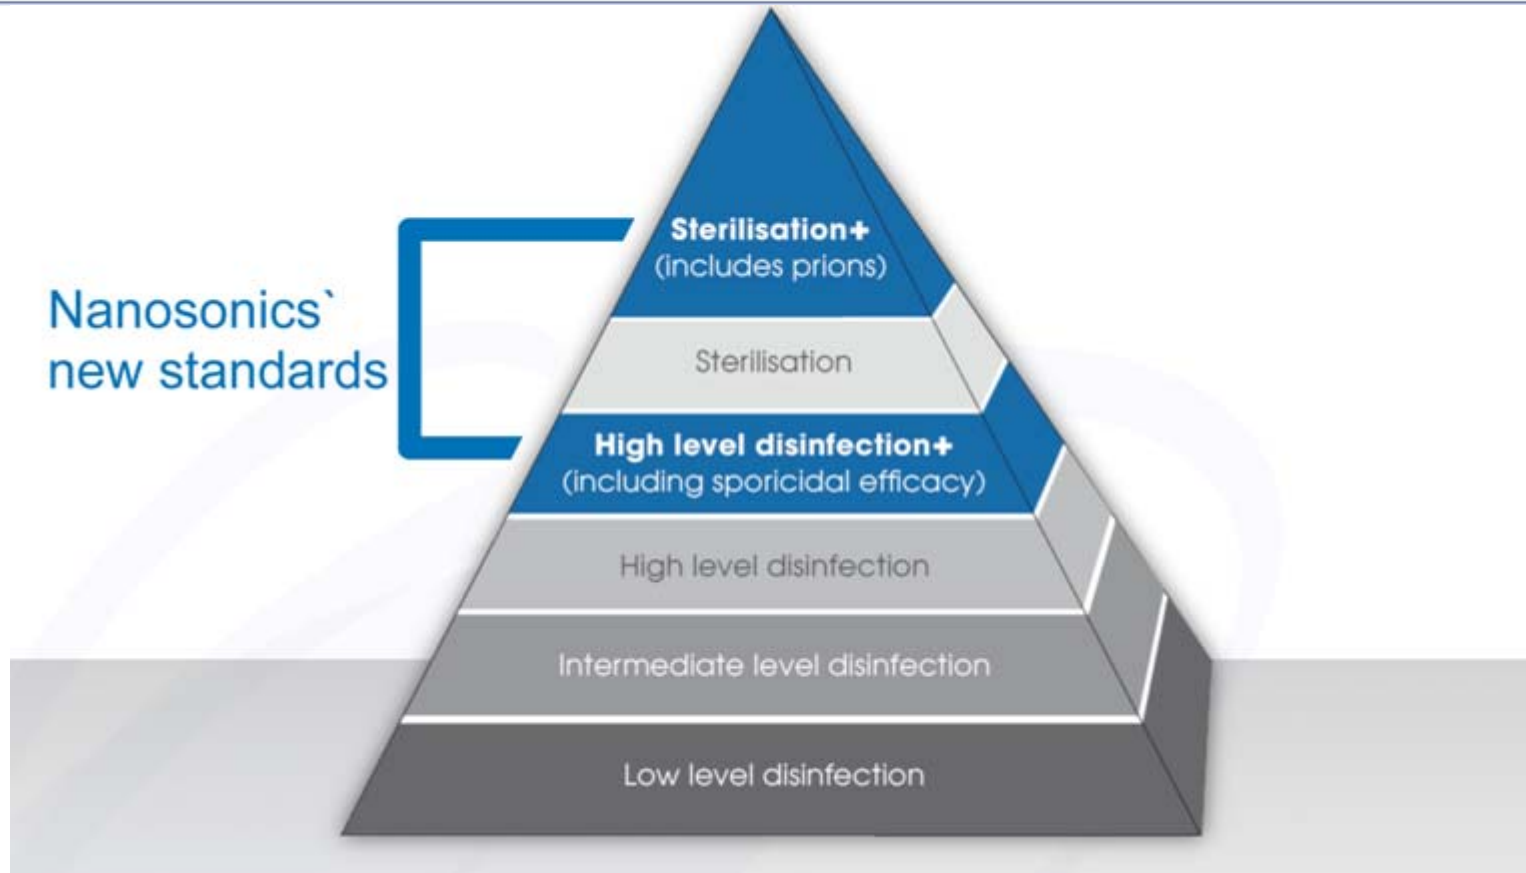 Sterilisation+
(includes prions)
Nanosonics`
new standards
Sterilisation
High level disinfection+
(including sporicidal efficacy)
High level disinfection
Intermediate level disinfection
Low level disinfection